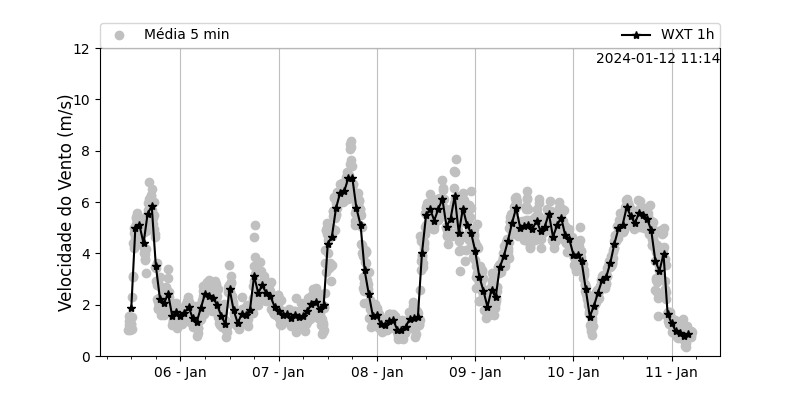 Média 5 min
WXT 1h
2024-01-12 11:14
Velocidade do Vento (m/s)
12
10
8
6
4
2
0
06 - Jan
07 - Jan
08 - Jan
09 - Jan
10 - Jan
11 - Jan